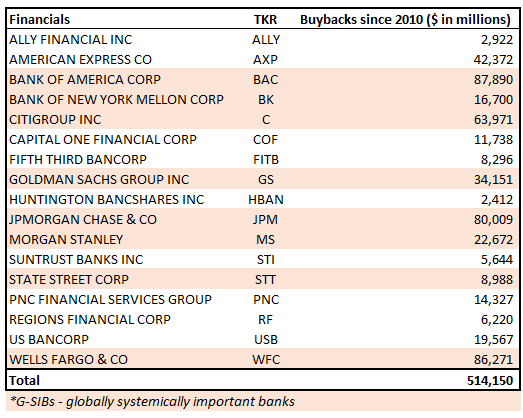 Financials TKR Buybacks since 2010 ($ in millions)
ALLY FINANCIAL INC ALLY 2,922
AMERICAN EXPRESS CO AXP 42,372
BANK OF AMERICA CORP BAC 87,890
BANK OF NEW YORK MELLON CORP BK 16,700
CITIGROUP INC C 63,971
CAPITAL ONE FINANCIAL CORP COF 11,738
FIFTH THIRD BANCORP FITB 8,296
GOLDMAN SACHS GROUP INC GS 34,151
HUNTINGTON BANCSHARES INC HBAN 2,412
JPMORGAN CHASE & CO JPM 80,009
MORGAN STANLEY MS 22,672
SUNTRUST BANKS INC STI 5,644
STATE STREET CORP STT 8,988
PNC FINANCIAL SERVICES GROUP PNC 14,327
REGIONS FINANCIAL CORP RF 6,220
US BANCORP USB 19,567
WELLS FARGO & CO WFC 86,271
Total 514,150
*G-SIBs - globally systemically important banks